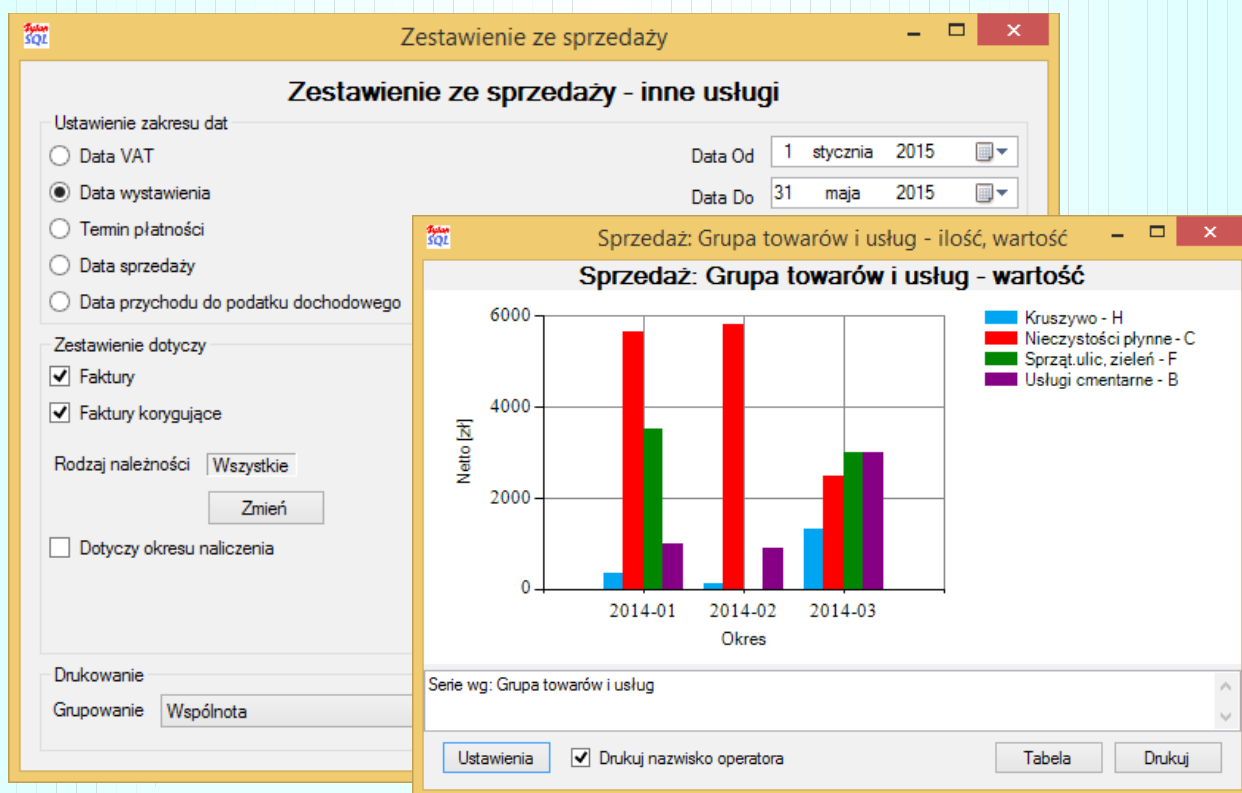 Tytan
SQL
Zestawienie ze sprzedaży
Zestawienie ze sprzedaży - inne usługi
Ustawienie zakresu dat
Data VAT
Data wystawienia
Termin płatności
Data sprzedaży
Data przychodu do podatku dochodowego
Data Od 1 stycznia 2015
Data Do 31 maja 2015
Zestawienie dotyczy
Faktury
Faktury korygujące
Rodzaj należności Wszystkie
Zmień
Dotyczy okresu naliczenia
Drukowanie
Grupowanie Wspólnota
Tytan
SQL
Sprzedaż: Grupa towarów i usług - ilość, wartość
Sprzedaż: Grupa towarów i usług - wartość
6000
4000
2000
0
Netto [zł]
2014-01 2014-02 2014-03
Okres
Kruszywo - H
Nieczystości płynne - C
Sprząt.ulic, zieleń - F
Usługi cmentarne - B
Serie wg: Grupa towarów i usług
Ustawienia
Drukuj nazwisko operatora
Tabela
Drukuj